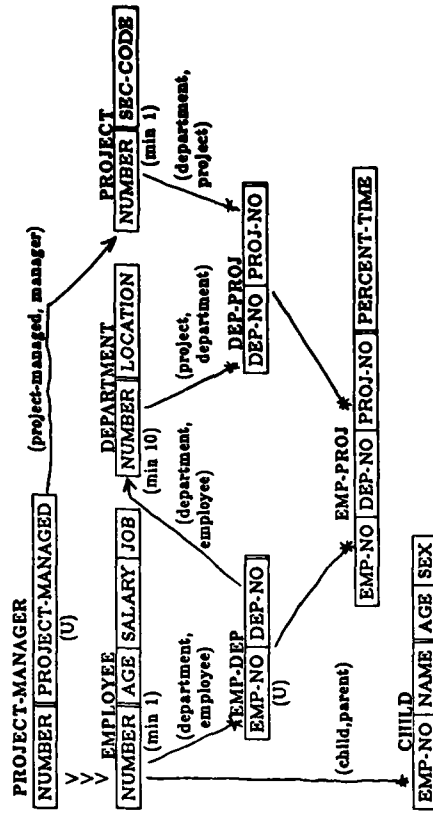 PROJECT-MANAGER
NUMBER PROJECT-MANAGED
(U)
(project-managed, manager)
EMPLOYEE
NUMBER AGE SALARY JOB
(min 1)
DEPARTMENT
NUMBER LOCATION
(min 10)
PROJECT
NUMBER SEC-CODE
(min 1)
(department,
employee)
(department,
employee)
(project,
department)
(department,
project)
EMP-DEP
EMP-NO DEP-NO
(U)
DEP-PROJ
DEP-NO PROJ-NO
(child,parent)
EMP-PROJ
EMP-NO DEP-NO PROJ-NO PERCENT-TIME
CHILD
EMP-NO NAME AGE SEX